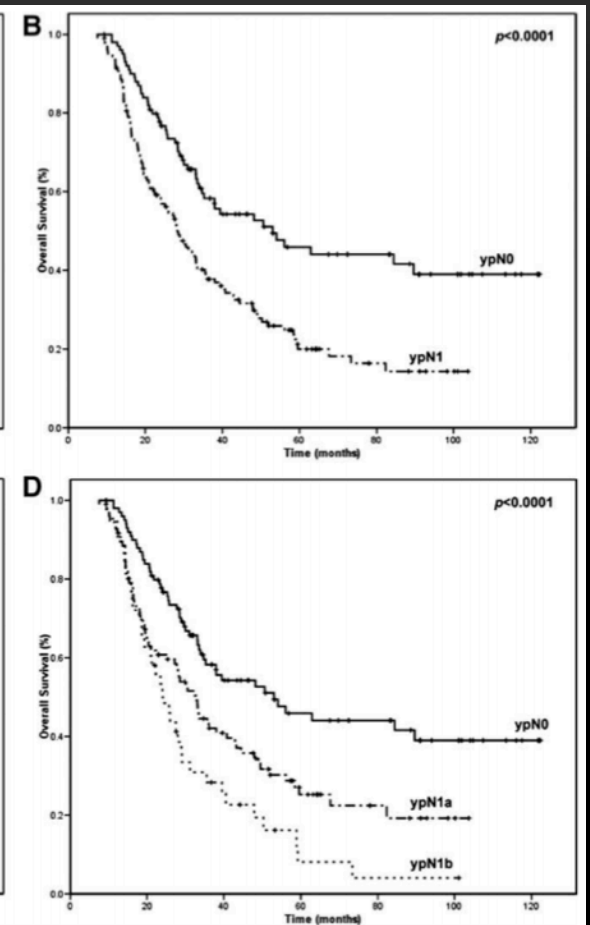 B
p<0.0001
1.0
0.8
0.6
0.4
0.2
0.0
Overall Survival (%)
ypN0
ypN1
0 20 40 60 80 100 120
Time (months)
D
p<0.0001
1.0
0.8
0.6
0.4
0.2
0.0
Overall Survival (%)
ypN0
ypN1a
ypN1b
0 20 40 60 80 100 120
Time (months)